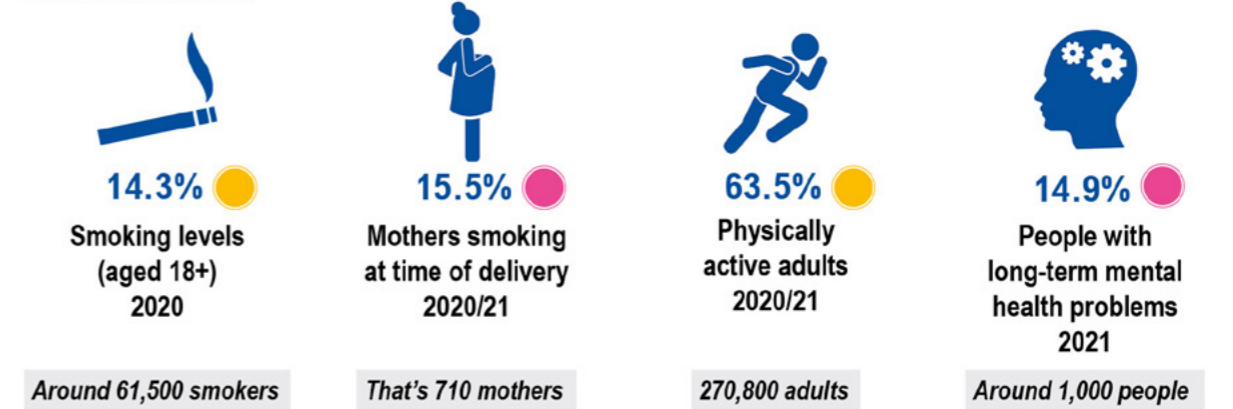 14.3%
Smoking levels
(aged 18+)
2020
Around 61,500 smokers
15.5%
Mothers smoking
at time of delivery
2020/21
That's 710 mothers
63.5%
Physically
active adults
2020/21
270,800 adults
14.9%
People with
long-term mental
health problems
2021
Around 1,000 people